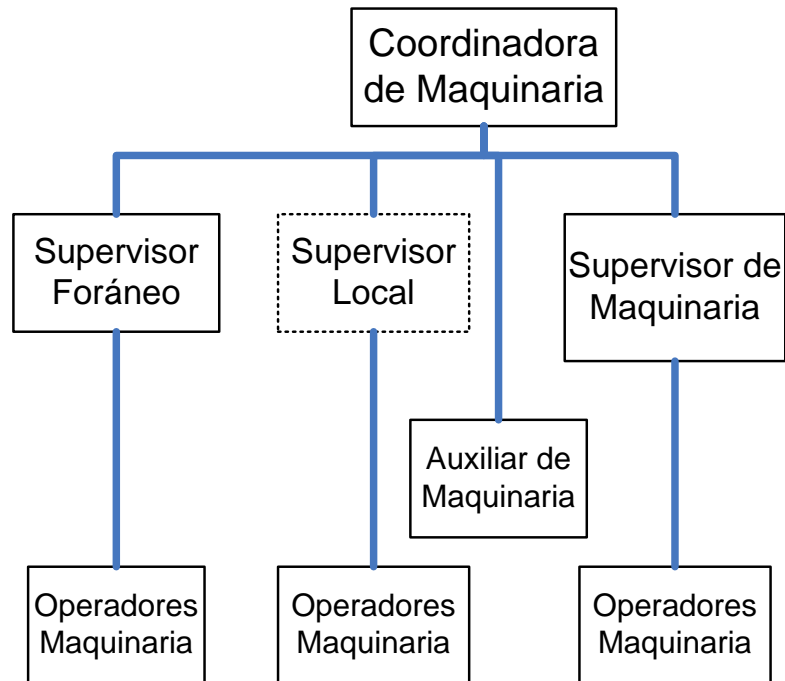 Coordinadora
de Maquinaria
Supervisor
Foráneo
Supervisor
Local
Supervisor de
Maquinaria
Auxiliar de
Maquinaria
Operadores
Maquinaria
Operadores
Maquinaria
Operadores
Maquinaria